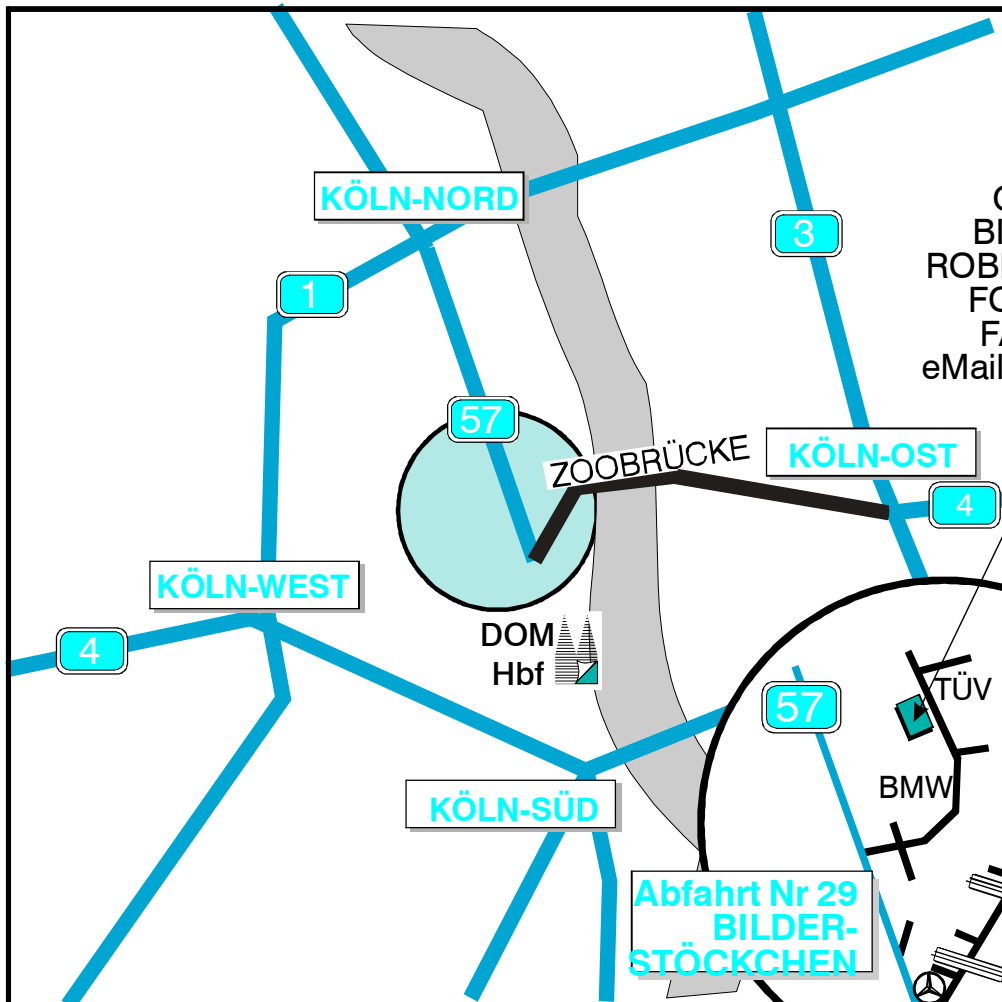 KÖLN-NORD
3
1
eMail
57
ZOOBRÜCKE
KÖLN-OST
4
KÖLN-WEST
DOM
Hbf
4
TÜV
57
BMW
KÖLN-SÜD
Abfahrt Nr 29
BILDER-
STÖCKCHEN